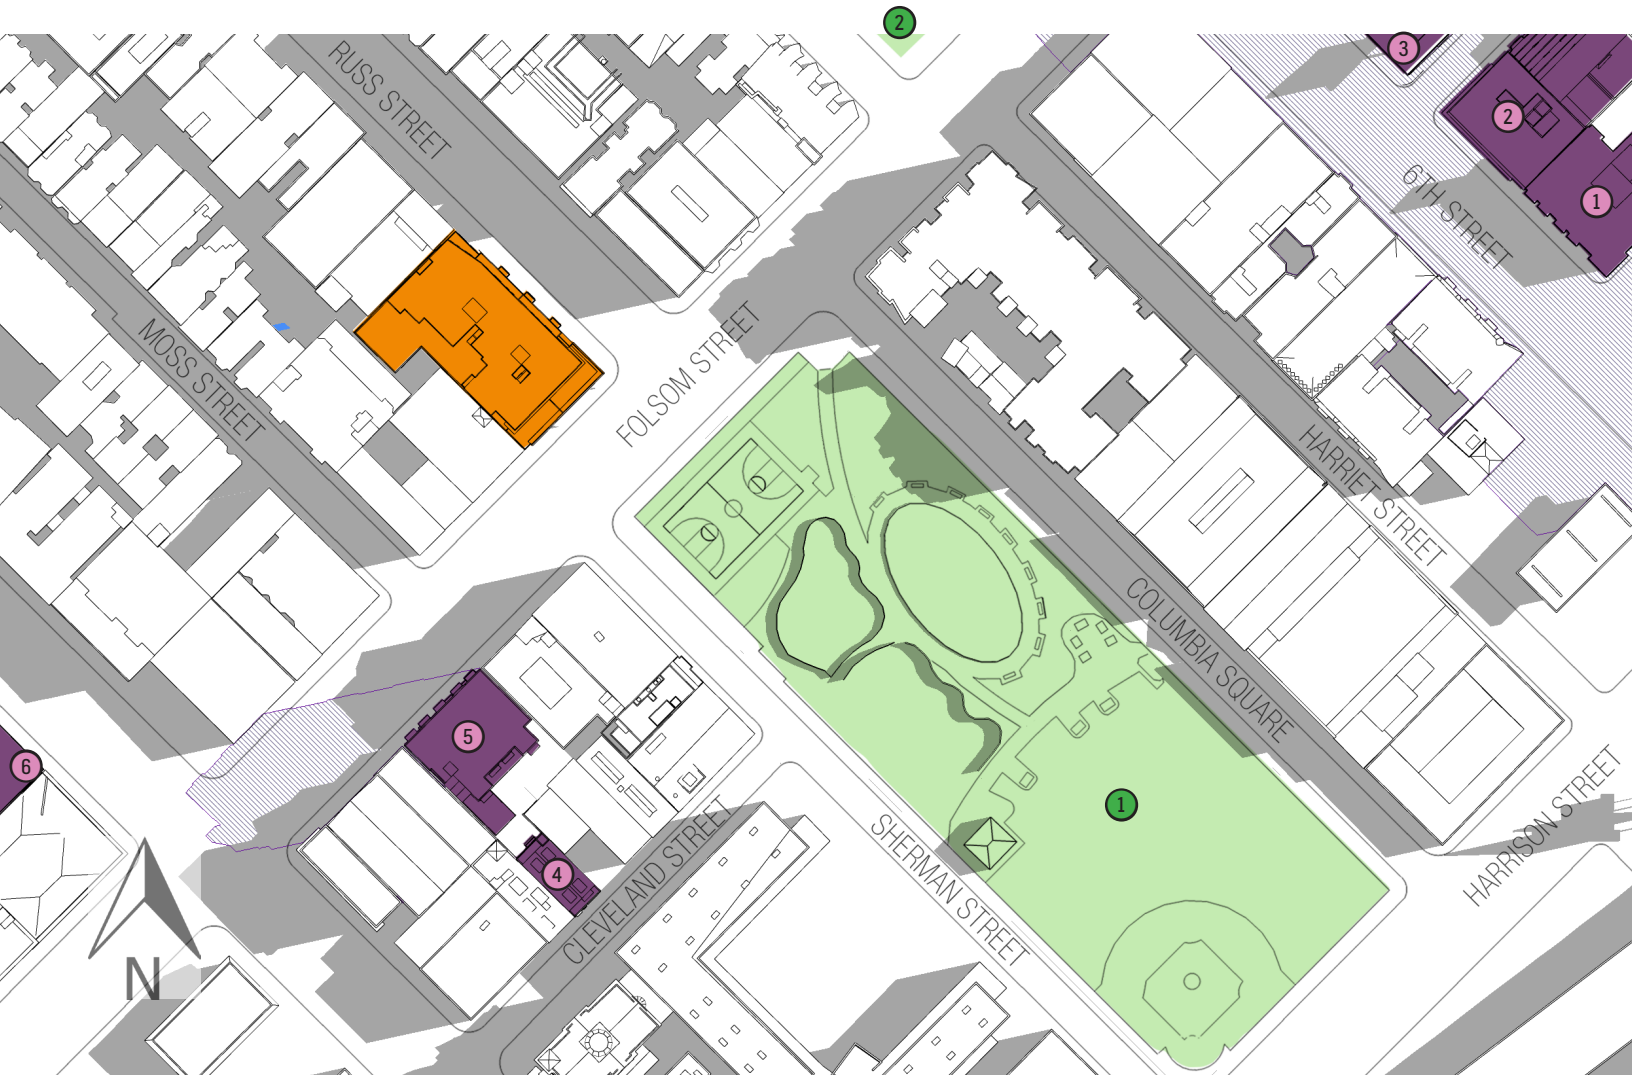 2
3
RUSS STREET
2
6TH STREET
1
MOSS STREET
FOLSOM STREET
HARRIET STREET
COLUMBIA SQUARE
5
6
1
HARRISON STREET
SHERMAN STREET
4
CLEVELAND STREET
N